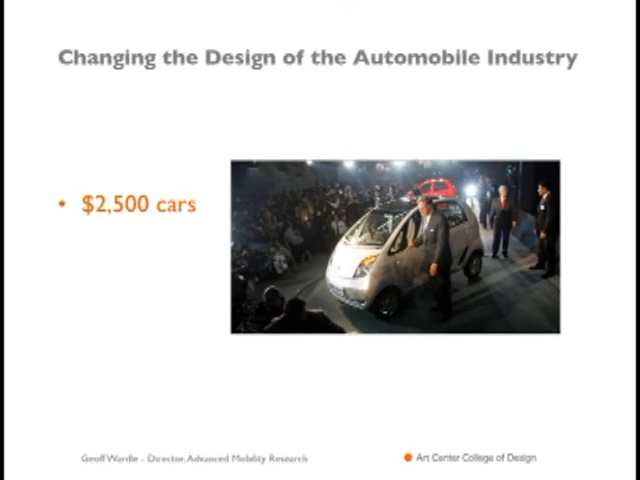 Changing the Design of the Automobile Industry
• $2,500 cars
Geoff Wardle - Director, Advanced Mobility Research
Art Center College of Design